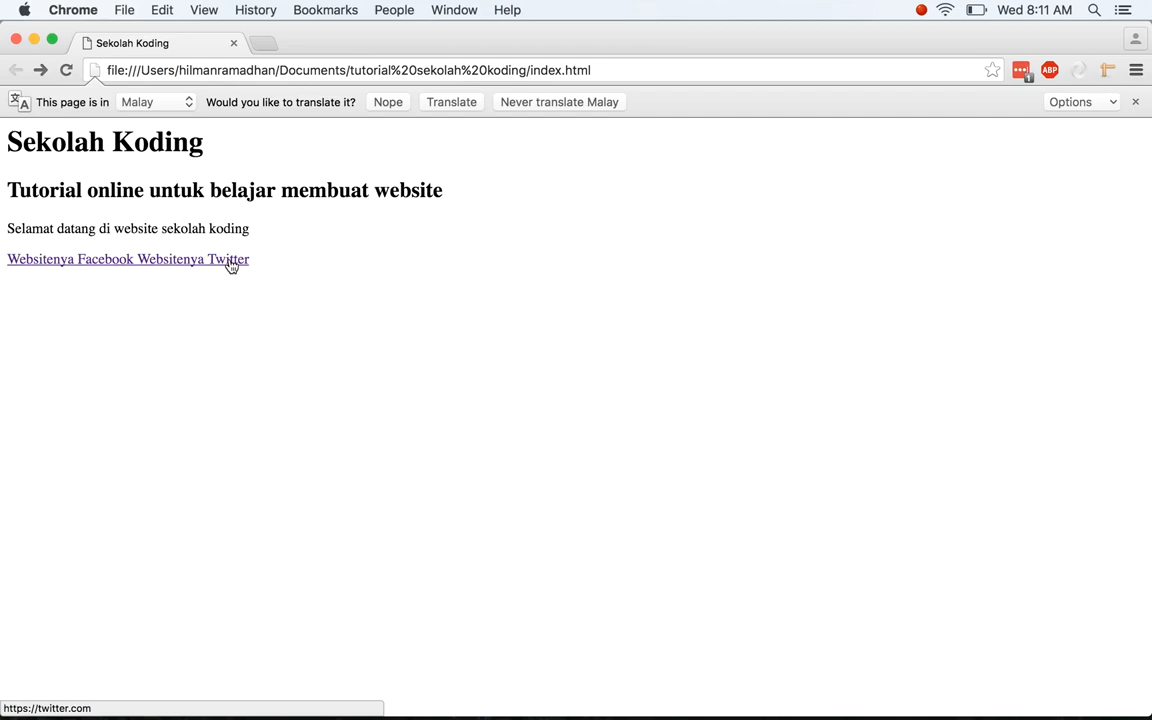 Chrome File Edit View History Bookmarks People Window Help Wed 8:11 AM
Sekolah Koding
file:///Users/hilmanramadhan/Documents/tutorial%20sekolah%20koding/index.html 1 ABP
This page is in Malay Would you like to translate it? Nope Translate Never translate Malay Options
Sekolah Koding
Tutorial online untuk belajar membuat website
Selamat datang di website sekolah koding
Websitenya Facebook Websitenya Twitter
https://twitter.com